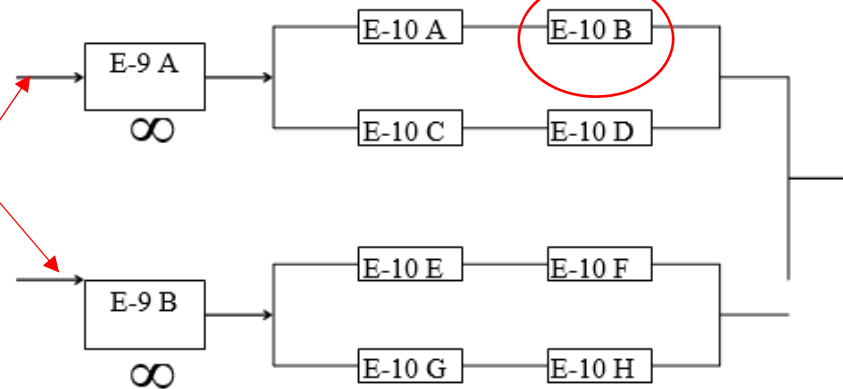 E-10 A
E-10 B
E-9 A
∞
E-10 C
E-10 D
E-10 E
E-10 F
E-9 B
∞
E-10 G
E-10 H